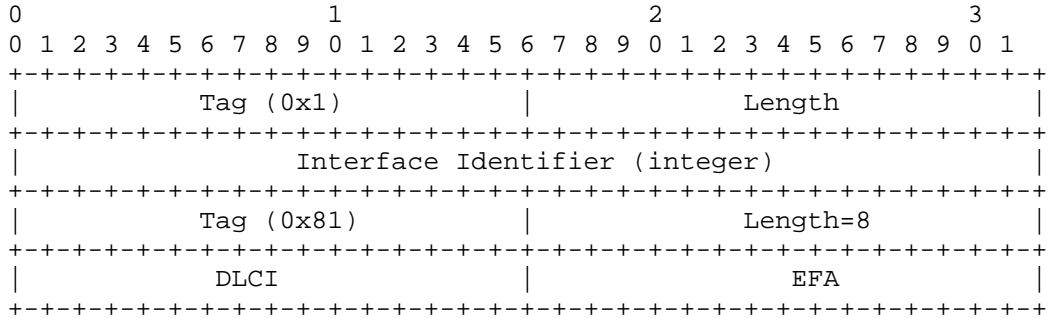 0                   1                   2                   3
0 1 2 3 4 5 6 7 8 9 0 1 2 3 4 5 6 7 8 9 0 1 2 3 4 5 6 7 8 9 0 1
+-+-+-+-+-+-+-+-+-+-+-+-+-+-+-+-+-+-+-+-+-+-+-+-+-+-+-+-+-+-+-+-+
|           Tag (0x1)           |             Length            |
+-+-+-+-+-+-+-+-+-+-+-+-+-+-+-+-+-+-+-+-+-+-+-+-+-+-+-+-+-+-+-+-+
|                 Interface Identifier (integer)                |
+-+-+-+-+-+-+-+-+-+-+-+-+-+-+-+-+-+-+-+-+-+-+-+-+-+-+-+-+-+-+-+-+
|           Tag (0x81)          |             Length=8          |
+-+-+-+-+-+-+-+-+-+-+-+-+-+-+-+-+-+-+-+-+-+-+-+-+-+-+-+-+-+-+-+-+
|            DLCI               |                EFA            |
+-+-+-+-+-+-+-+-+-+-+-+-+-+-+-+-+-+-+-+-+-+-+-+-+-+-+-+-+-+-+-+-+